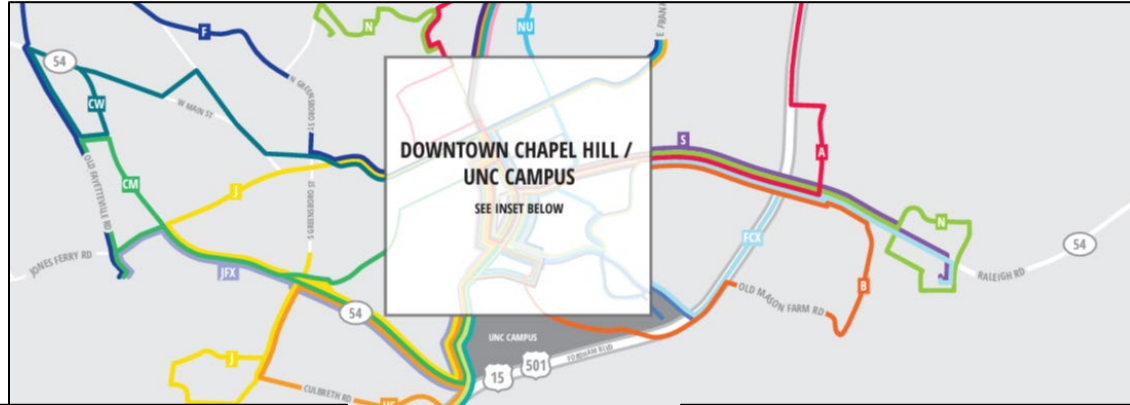 F
N
NU
E FRAN
54
N GREENSBORO ST
CW
W MAIN ST
DOWNTOWN CHAPEL HILL /
UNC CAMPUS
SEE INSET BELOW
S
A
CM
J
OLD FAYETTEVILLE RD
S GREENSBORO ST
N
FCX
54
JONES FERRY RD
JFX
RALEIGH RD
B
OLD MASON FARM RD
54
UNC CAMPUS
FORDHAM BLVD
J
15
501
CULBRETH RD